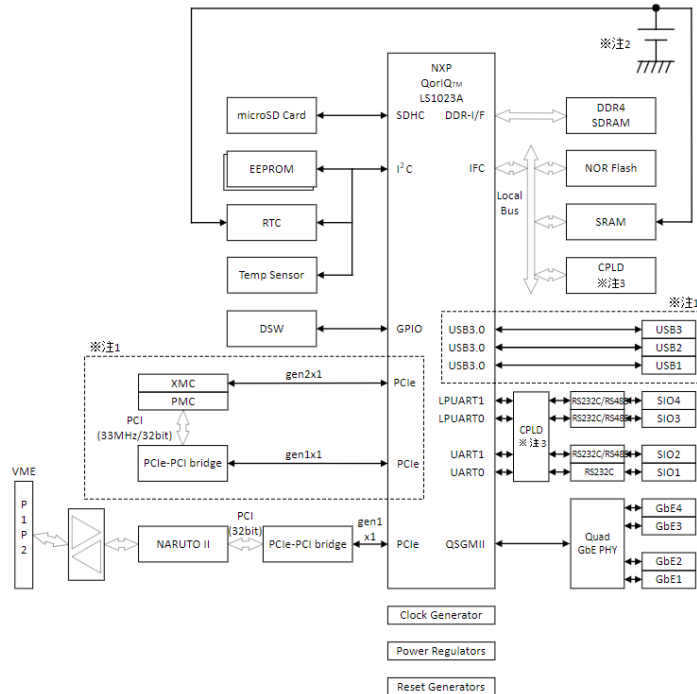 ※注2
NXP
QorIQTM
LS1023A
microSD Card
SDHC
DDR-I/F
DDR4
SDRAM
EEPROM
I²C
IFC
NOR Flash
Local
Bus
RTC
SRAM
Temp Sensor
CPLD
※注3
※注1
DSW
GPIO
USB3.0
USB3
USB3.0
USB2
USB3.0
USB1
※注1
XMC
gen2x1
PCIe
PMC
PCI
(33MHz/32bit)
PCIe-PCI bridge
gen1x1
PCIe
LPUART1
RS232C/RS485
SIO4
LPUART0
RS232C/RS485
SIO3
CPLD
※注3
UART1
RS232C/RS485
SIO2
UART0
RS232C
SIO1
VME
P
1
P
2
NARUTO II
PCI
(32bit)
PCIe-PCI bridge
gen1
x1
PCIe
QSGMII
Quad
GbE PHY
GbE4
GbE3
GbE2
GbE1
Clock Generator
Power Regulators
Reset Generators